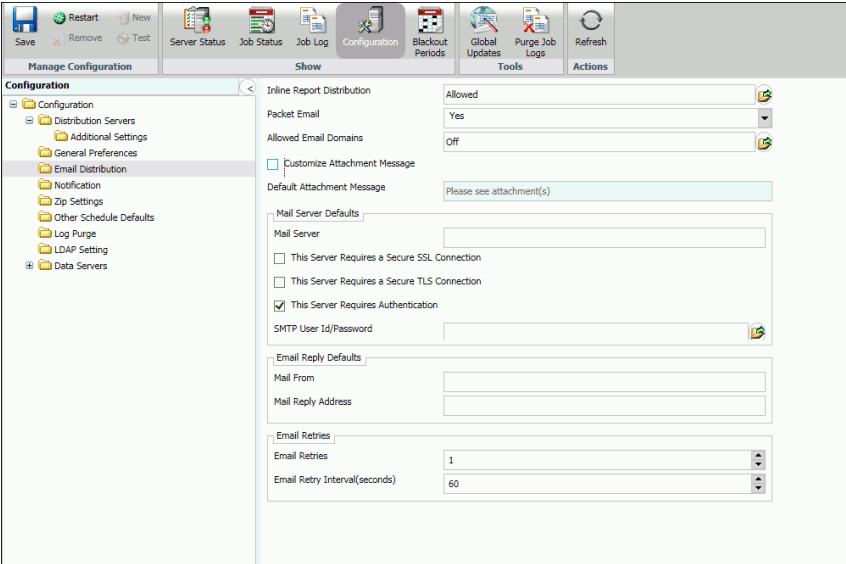 Save
Restart
Remove
New
Test
Manage Configuration
Server Status
Job Status
Job Log
Configuration
Blackout
Periods
Show
Global
Updates
Purge Job
Logs
Tools
Refresh
Actions
Configuration
Configuration
Distribution Servers
Additional Settings
General Preferences
Email Distribution
Notification
Zip Settings
Other Schedule Defaults
Log Purge
LDAP Setting
Data Servers
Inline Report Distribution
Allowed
Packet Email
Yes
Allowed Email Domains
Off
Customize Attachment Message
Default Attachment Message
Please see attachment(s)
Mail Server Defaults
Mail Server
This Server Requires a Secure SSL Connection
This Server Requires a Secure TLS Connection
This Server Requires Authentication
SMTP User Id/Password
Email Reply Defaults
Mail From
Mail Reply Address
Email Retries
Email Retries
1
Email Retry Interval(seconds)
60